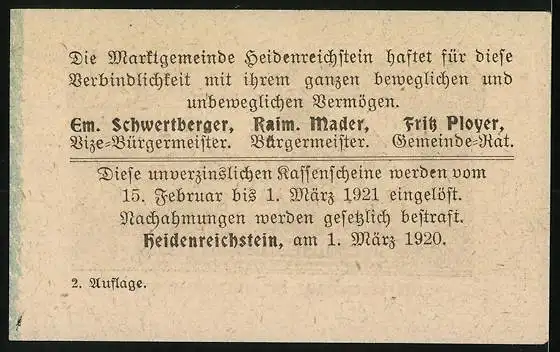 Die Marktgemeinde Heidenreichstein haftet für diese
Verbindlichkeit mit ihrem ganzen beweglichen und
unbeweglichen Vermögen.
Em. Schwertberger, Raim. Mader, Fritz Ployer,
Vize-Bürgermeister. Bürgermeister. Gemeinde-Rat.
Diese unverzinslichen Kassenscheine werden vom
15. Februar bis 1. März 1921 eingelöst.
Nachahmungen werden gesetzlich bestraft.
Heidenreichstein, am 1. März 1920.
2. Auflage.